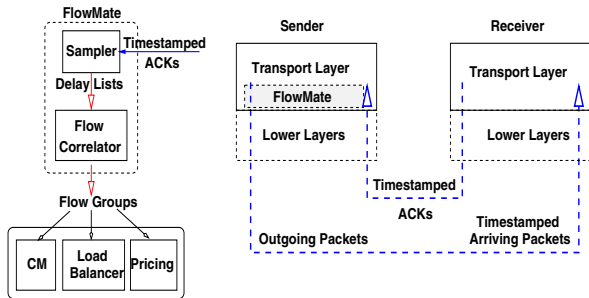 FlowMate
Sampler
Timestamped
ACKs
Delay Lists
Flow
Correlator
Flow Groups
CM
Load
Balancer
Pricing
Sender
Receiver
Transport Layer
FlowMate
Lower Layers
Transport Layer
Lower Layers
Timestamped
ACKs
Outgoing Packets
Timestamped
Arriving Packets